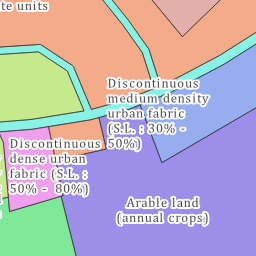 te units
Discontinuous
medium density
urban fabric
(S.L. : 30% -
50%)
Discontinuous
dense urban
fabric (S.L. :
50% - 80%)
Arable land
(annual crops)